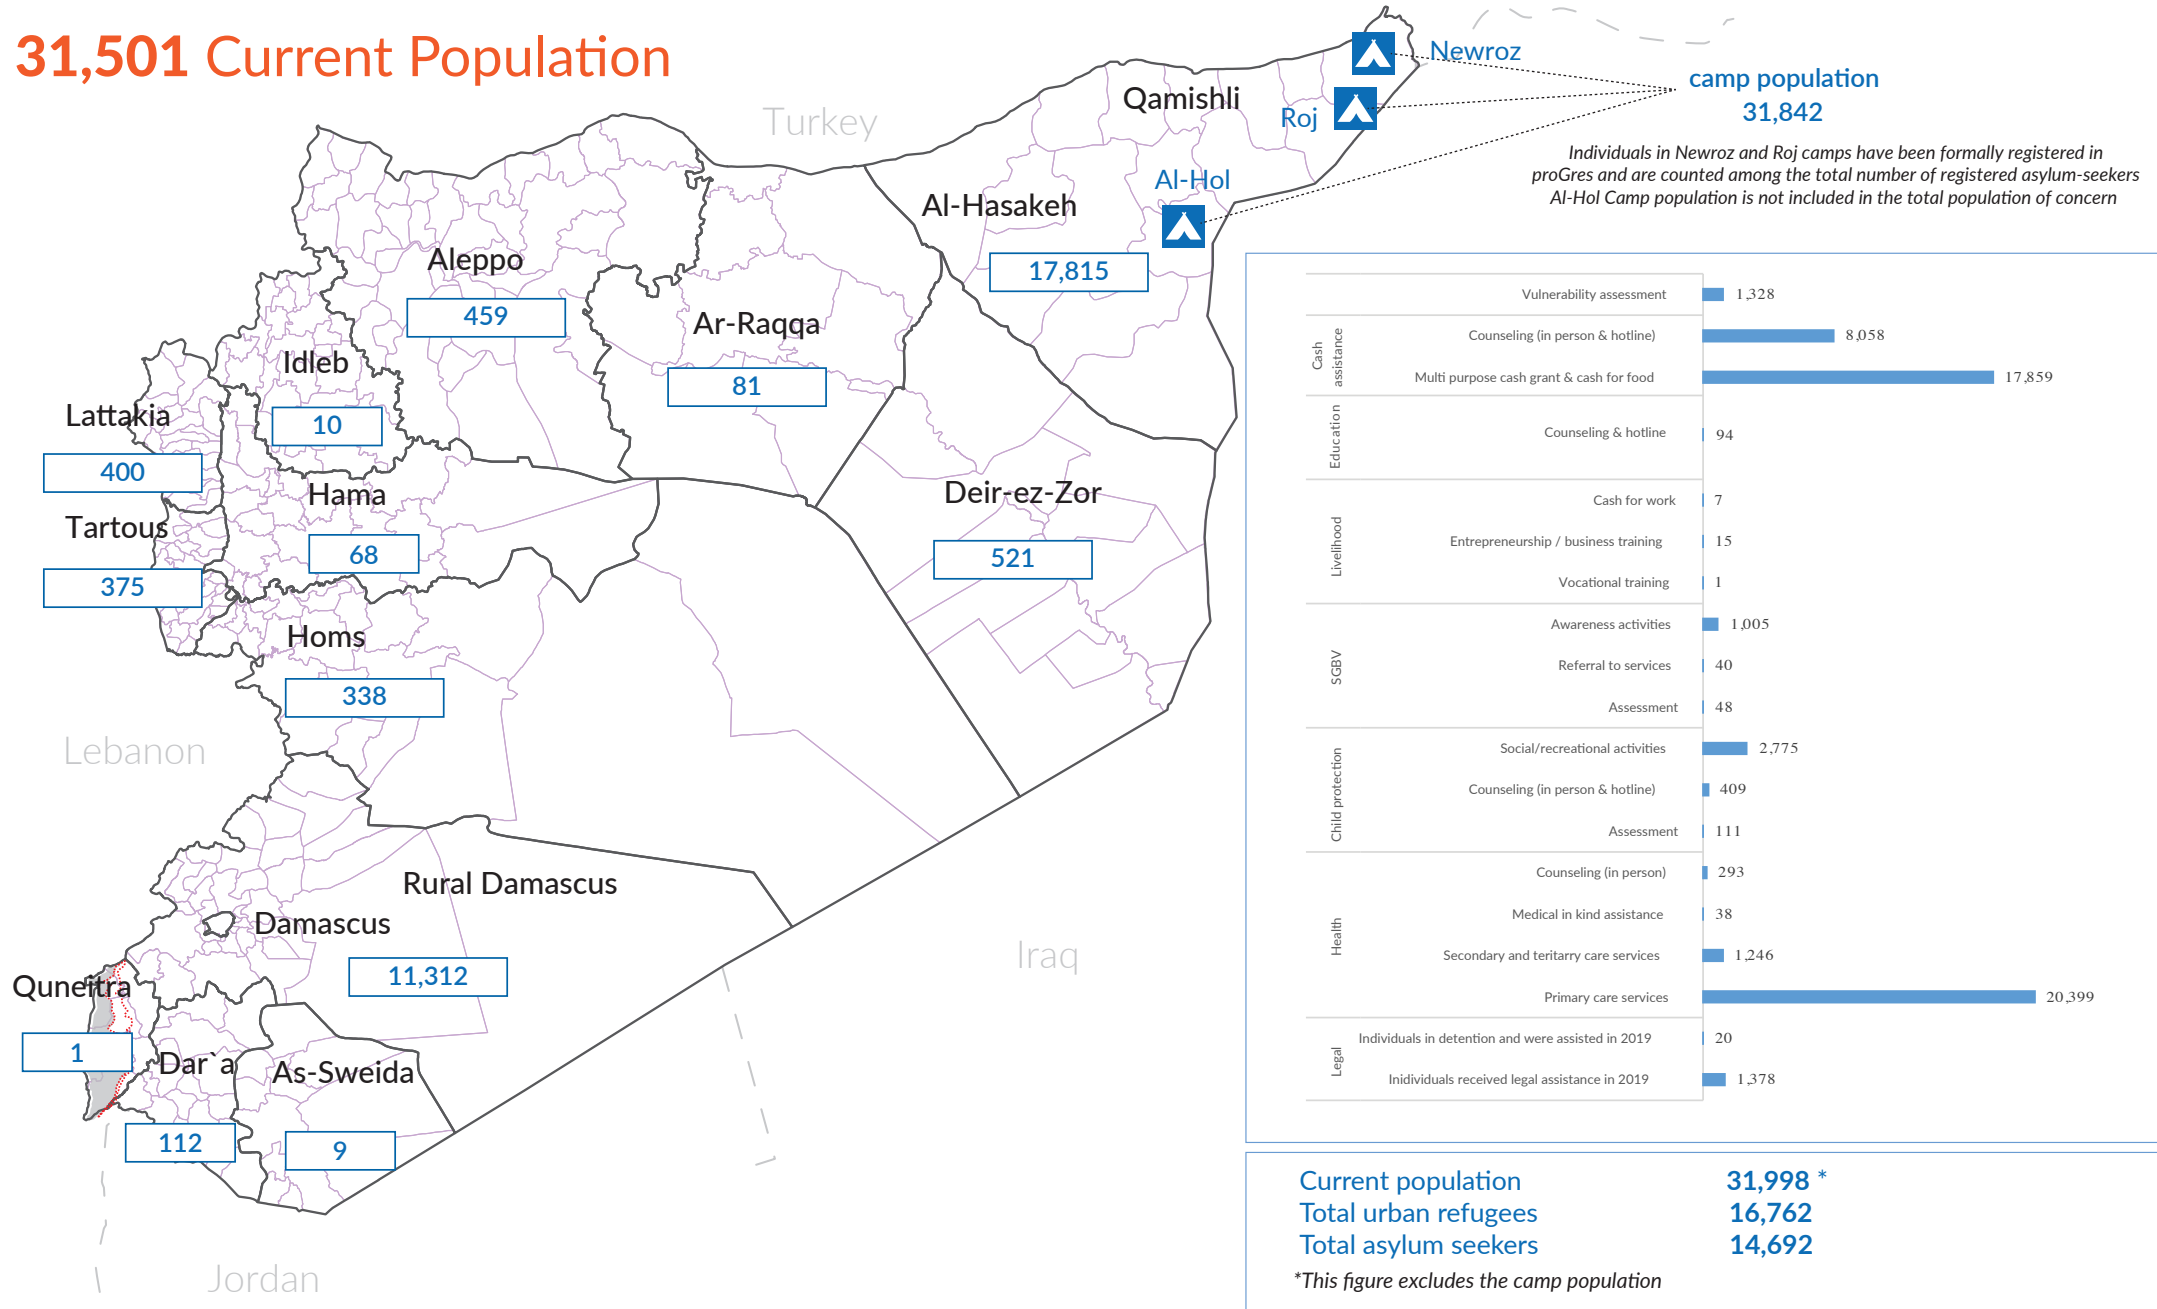 31,501 Current Population
Turkey
Newroz
Qamishli
Roj
camp population
31,842
Individuals in Newroz and Roj camps have been formally registered in
proGres and are counted among the total number of registered asylum-seekers
Al-Hol Camp population is not included in the total population of concern
Al-Hol
Al-Hasakeh
17,815
Aleppo
459
Ar-Raqqa
81
Idleb
10
Lattakia
400
Hama
68
Tartous
375
Deir-ez-Zor
521
Homs
338
Lebanon
Rural Damascus
Damascus
11,312
Iraq
Quneitra
1
Dar`a
112
As-Sweida
9
Jordan
Vulnerability assessment 1,328
Cash
assistance
Counseling (in person & hotline) 8,058
Multi purpose cash grant & cash for food 17,859
Education
Counseling & hotline 94
Livelihood
Cash for work 7
Entrepreneurship / business training 15
Vocational training 1
SGBV
Awareness activities 1,005
Referral to services 40
Assessment 48
Child protection
Social/recreational activities 2,775
Counseling (in person & hotline) 409
Assessment 111
Health
Counseling (in person) 293
Medical in kind assistance 38
Secondary and teritarry care services 1,246
Primary care services 20,399
Legal
Individuals in detention and were assisted in 2019 20
Inidividuals received legal assistance in 2019 1,378
Current population 31,998 *
Total urban refugees 16,762
Total asylum seekers 14,692
*This figure excludes the camp population